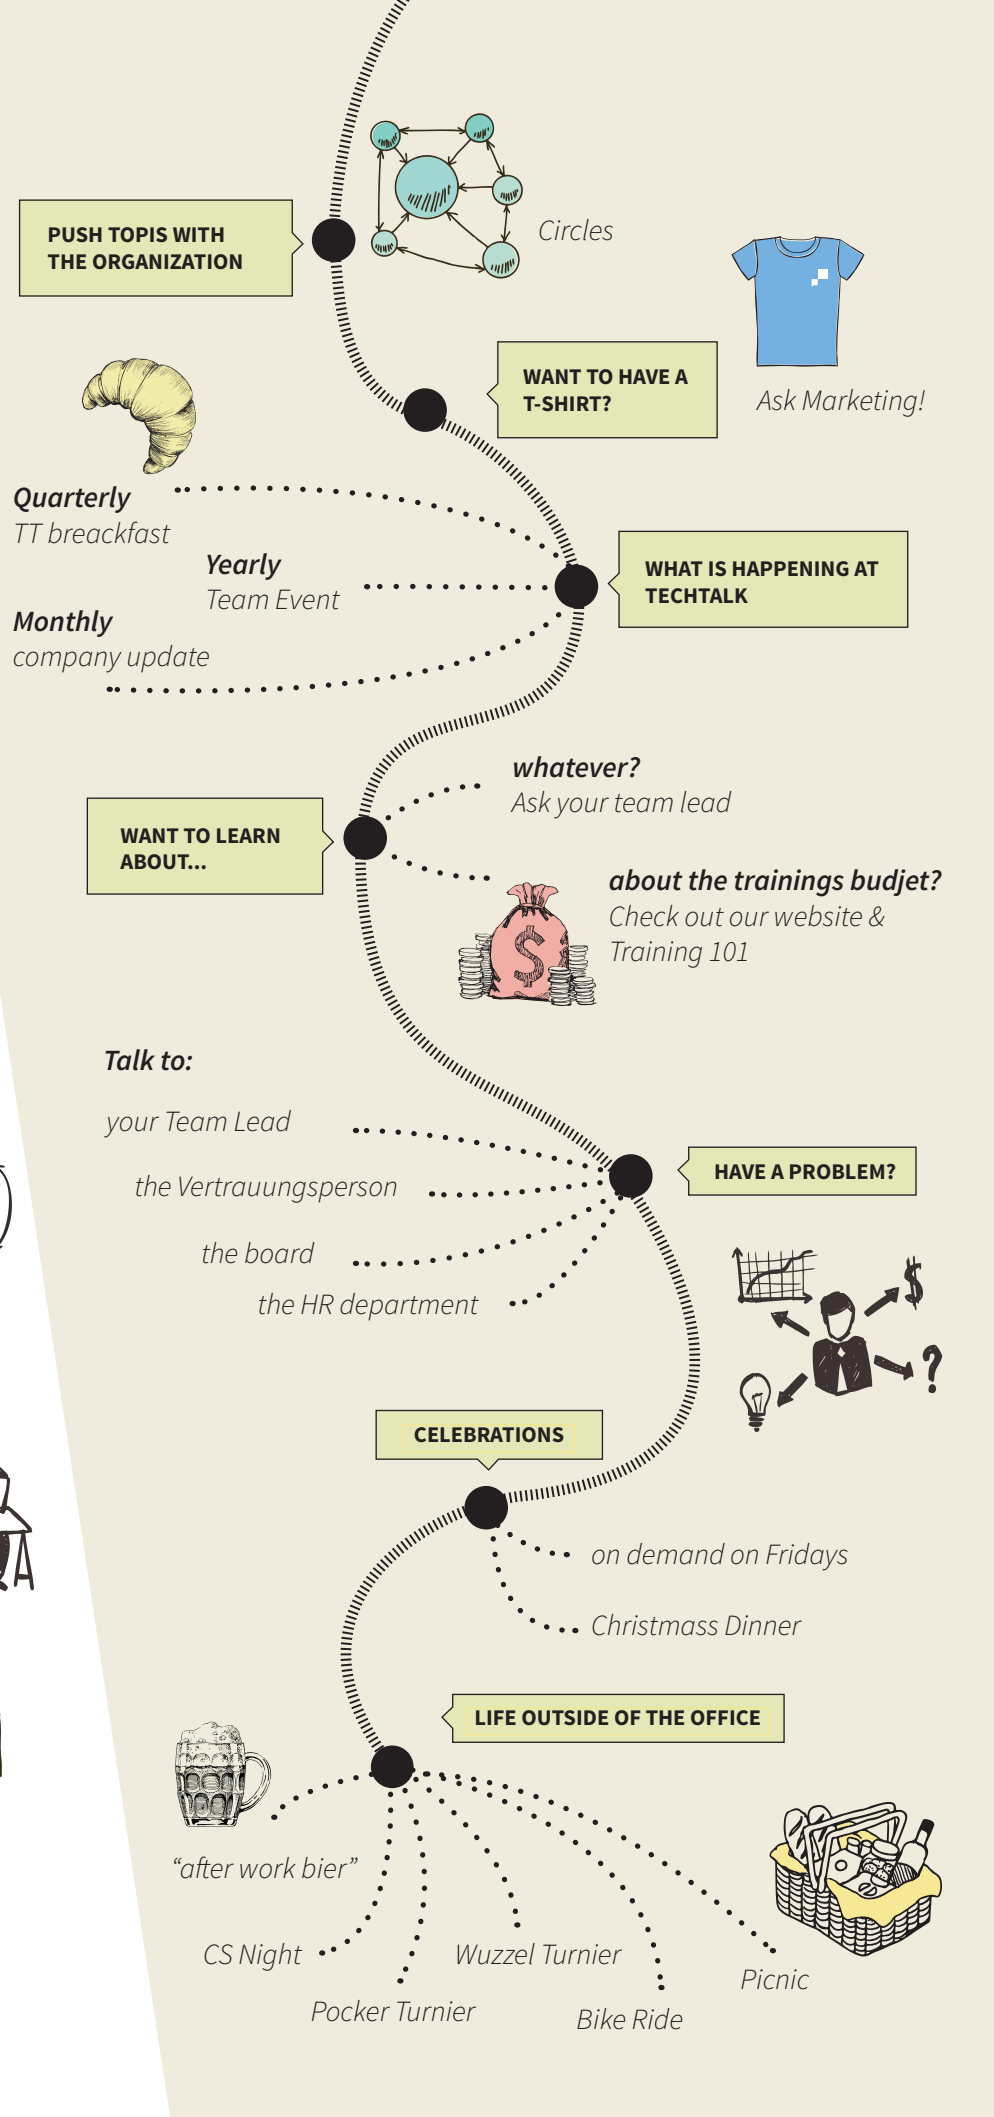 PUSH TOPIS WITH
THE ORGANIZATION
Circles
WANT TO HAVE A
T-SHIRT?
Ask Marketing!
Quarterly
TT breackfast
Yearly
Team Event
Monthly
company update
WHAT IS HAPPENING AT
TECHTALK
whatever?
Ask your team lead
WANT TO LEARN
ABOUT...
about the trainings budjet?
Check out our website &
Training 101
$
Talk to:
your Team Lead
the Vertrauungsperson
the board
the HR department
HAVE A PROBLEM?
$
?
CELEBRATIONS
on demand on Fridays
Christmass Dinner
LIFE OUTSIDE OF THE OFFICE
“after work bier”
CS Night
Wuzzel Turnier
Picnic
Pocker Turnier
Bike Ride